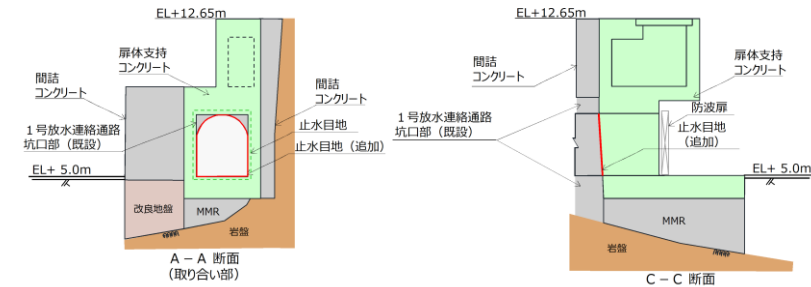 EL+12.65m
扉体支持
コンクリート
間詰
コンクリート
間詰
コンクリート
1号放水連絡通路
坑口部(既設)
止水目地
止水目地(追加)
EL+ 5.0m
改良地盤
MMR
岩盤
A-A 断面
(取り合い部)
EL+12.65m
間詰
コンクリート
扉体支持
コンクリート
1号放水連絡通路
坑口部(既設)
防波扉
止水目地
(追加)
EL+ 5.0m
MMR
岩盤
C-C 断面